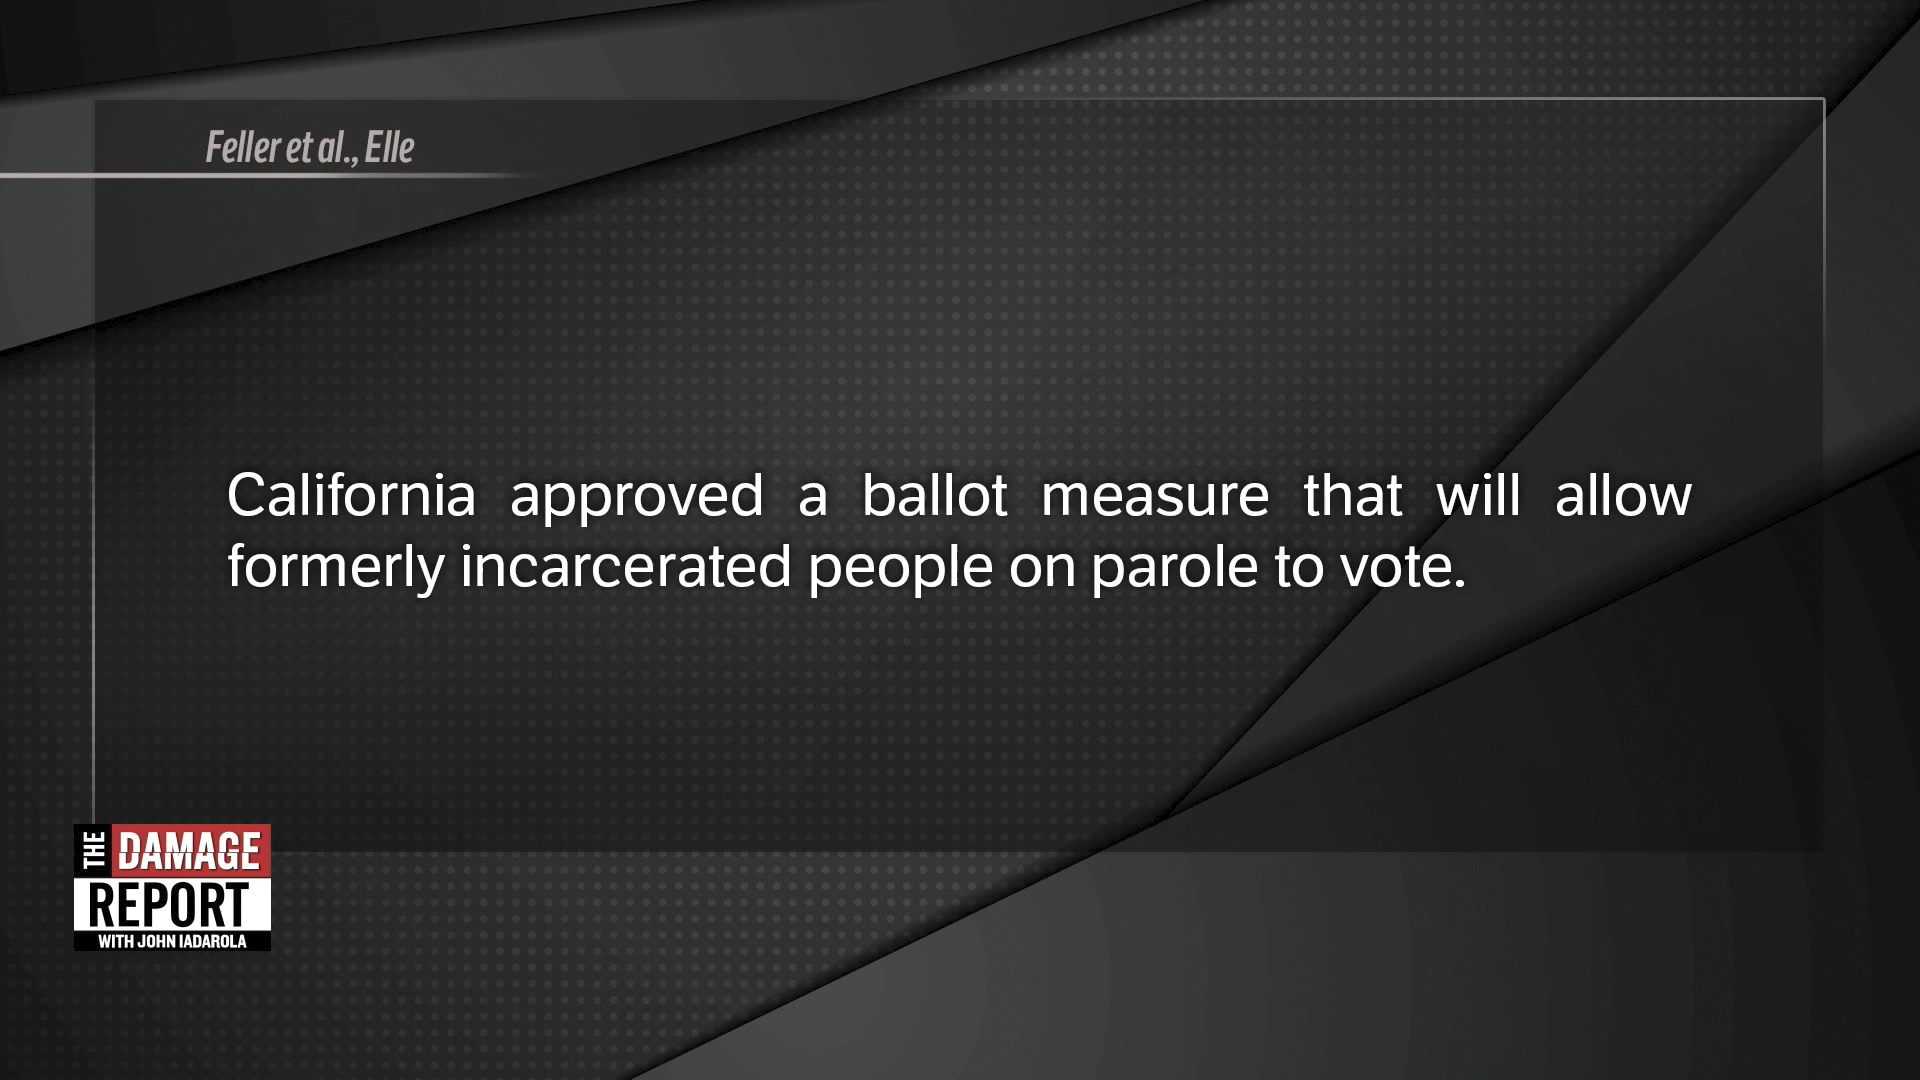 Feller et al., Elle
California approved a ballot measure that will allow
formerly incarcerated people on parole to vote.
THE DAMAGE
REPORT
WITH JOHN IADAROLA